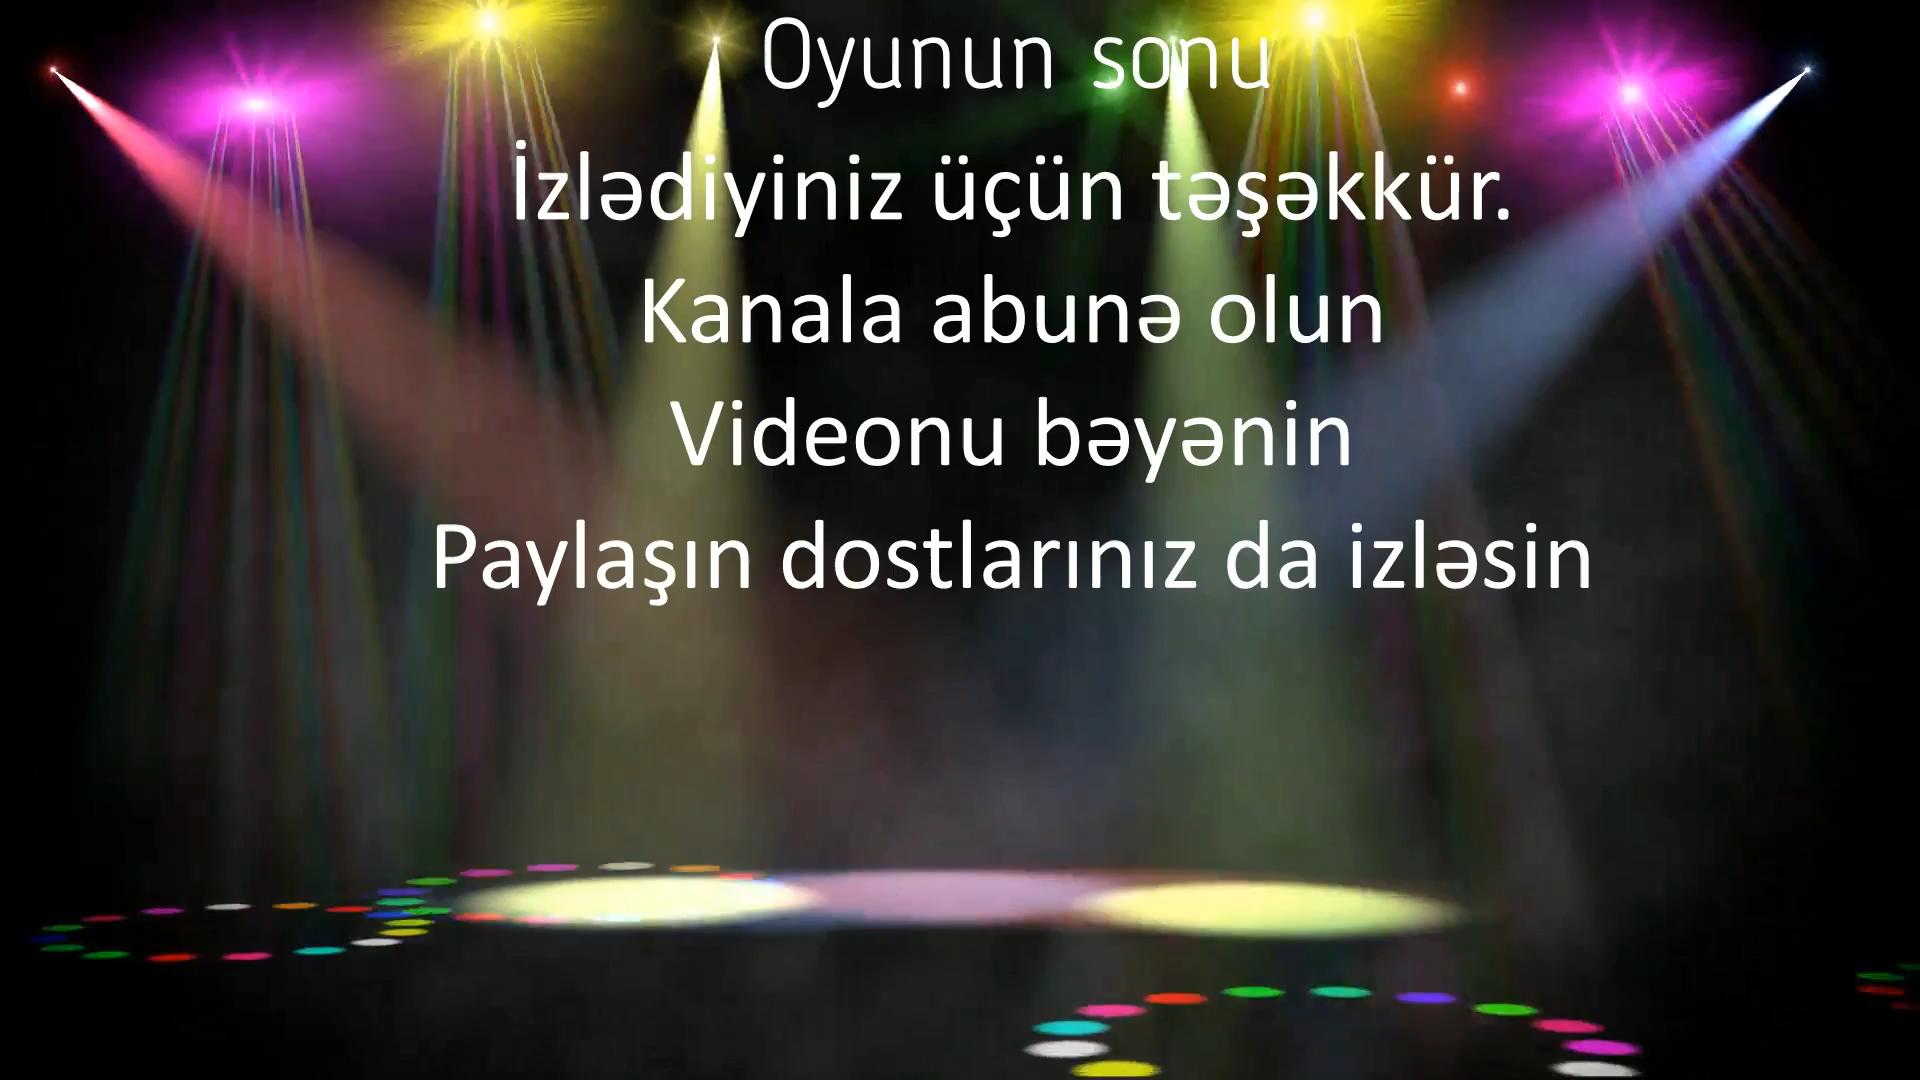 Oyunun sonu
İzlədiyiniz üçün təşəkkür.
Kanala abunə olun
Videonu bəyənin
Paylaşın dostlarınız da izləsin